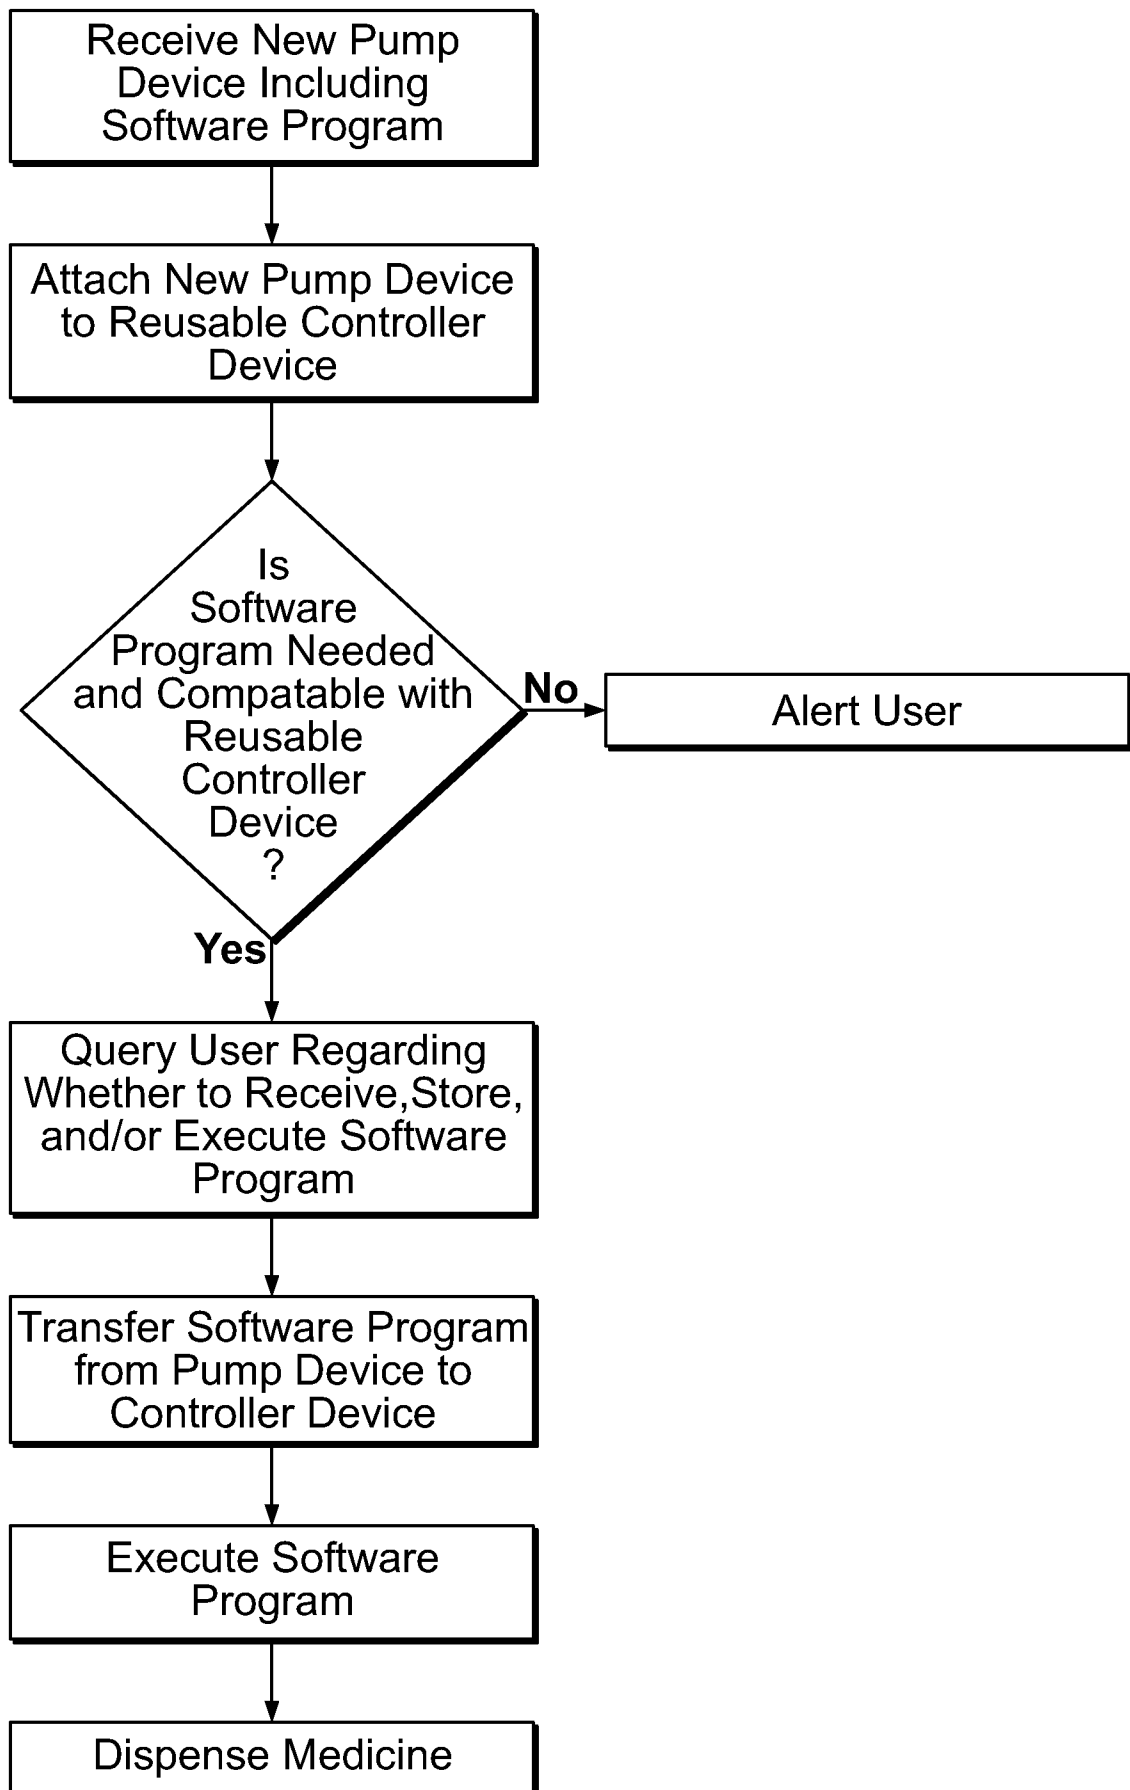 Receive New Pump
Device Including
Software Program
Attach New Pump Device
to Reusable Controller
Device
Is
Software
Program Needed
and Compatable with
Reusable
Controller
Device
?
No
Alert User
Yes
Query User Regarding
Whether to Receive,Store,
and/or Execute Software
Program
Transfer Software Program
from Pump Device to
Controller Device
Execute Software
Program
Dispense Medicine